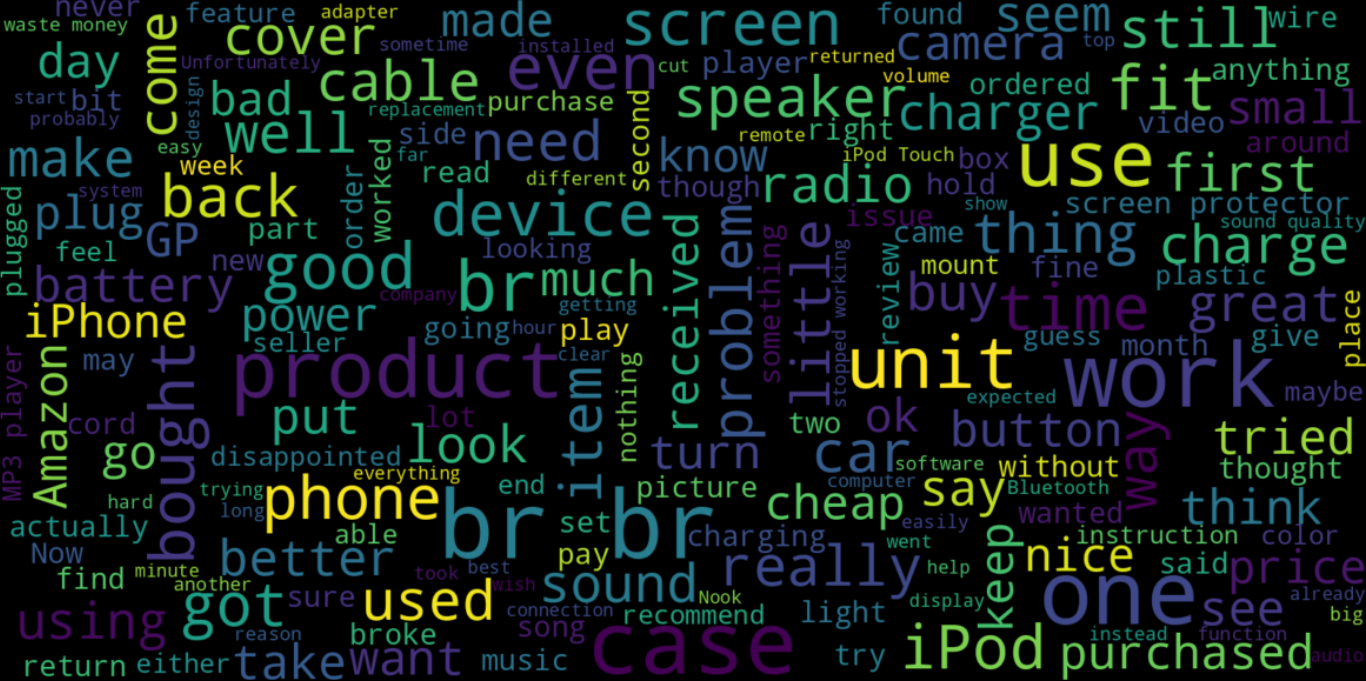 never
feature
adapter
made
screen
found
seem
still
wire
waste money
come
cover
sometime
installed
camera
top
day
Unfortunately
cable
even
cut
player
returned
volume
ordered
fit
anything
start
bit
design
bad
replacement
purchase
second
speaker
charger
video
small
probably
easy
well
side
need
remote
right
around
make
week
worked
far
read
different
know
iPod Touch
box
use
first
system
back
order
though
radio
hold
show
screen protector
plugged
plug
GP
part
device
received
problem
something
little
issue
came
thing
sound quality
charge
feel
new
good
looking
br
much
review
mount
fine
plastic
battery
company
getting
stopped working
buy
time
great
place
iPhone
power
going
hour
play
guess
month
give
seller
clear
MP3 player
may
bought
product
item
nothing
unit
work
maybe
Amazon
cord
put
lot
two
ok
expected
button
way
tried
go
look
turn
car
disappointed
everything
software
without
thought
hard
trying
long
phone
end
br
br
picture
cheap
computer
say
Bluetooth
wanted
think
actually
able
set
charging
easily
keep
instruction
color
Now
better
pay
really
went
nice
said
price
find
minute
another
took
best
wish
sound
Nook
help
one
see
already
using
got
sure
used
connection
recommend
light
display
big
reason
broke
song
case
instead
function
return
either
take
want
music
try
iPod
purchased
audio